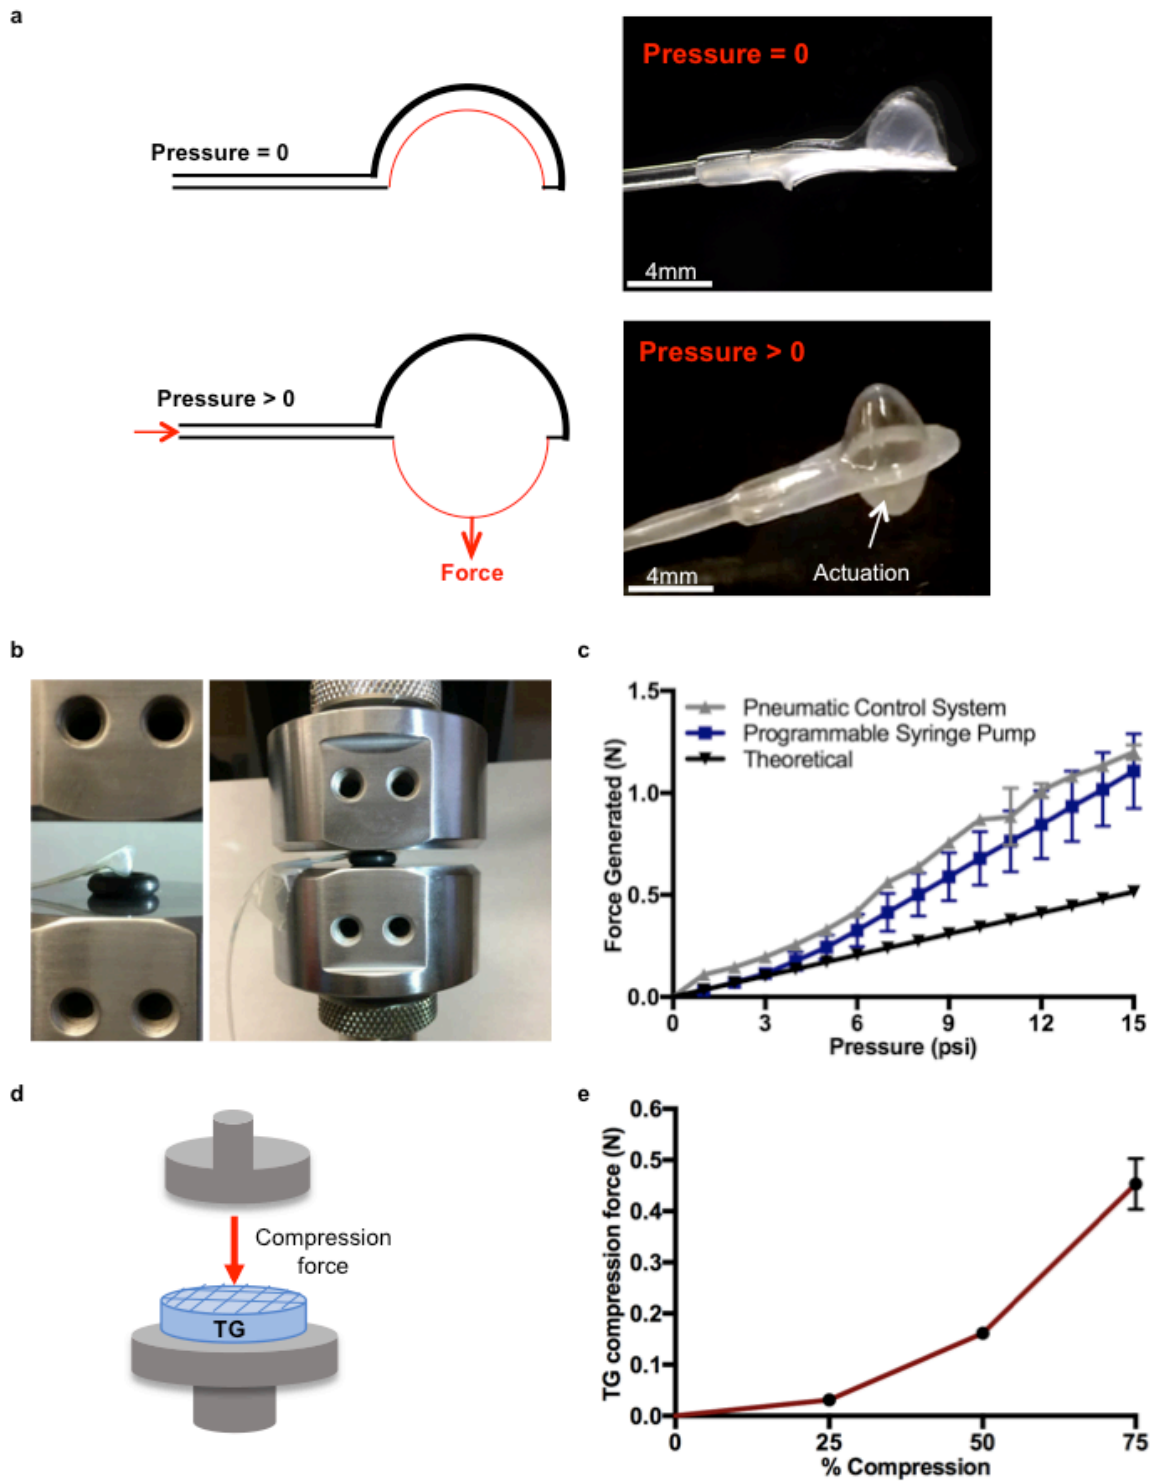 a
Pressure = 0
Pressure = 0
4mm
Pressure > 0
Force
Pressure > 0
Actuation
4mm
b
c
1.5
1.0
0.5
0.0
Force Generated (N)
Pneumatic Control System
Programmable Syringe Pump
Theoretical
0 3 6 9 12 15
Pressure (psi)
d
Compression
force
TG
e
0.6
0.5
0.4
0.3
0.2
0.1
0.0
TG compression force (N)
0 25 50 75
% Compression